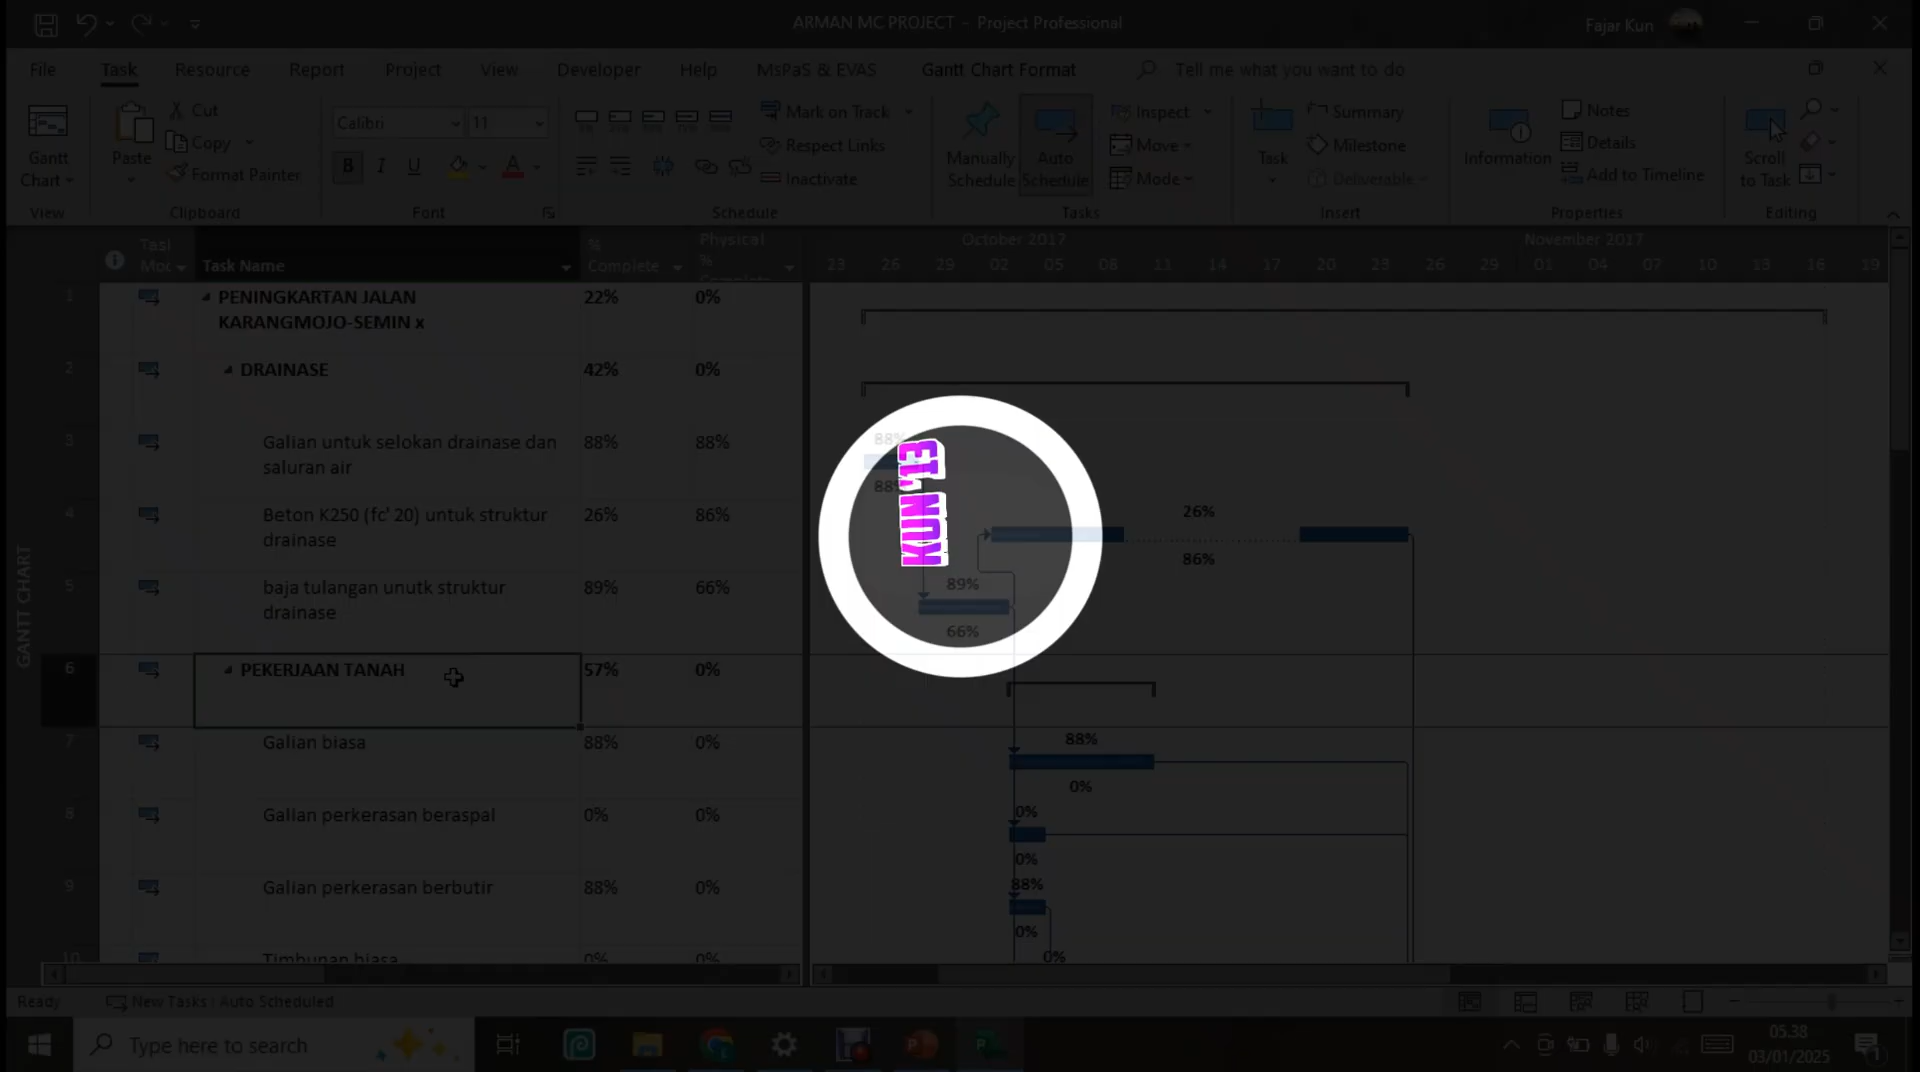 ARMAN MC PROJECT - Project Professional
Fajar Kun
File Task Resource Report Project View Developer Help MsPaS & EVAS Gantt Chart Format Tell me what you want to do
Gantt Chart
View
Paste
Cut
Copy
Format Painter
Clipboard
Calibri 11
B I U A
Font
Mark on Track
Respect Links
Inactivate
Schedule
Manually Schedule
Auto Schedule
Inspect
Move
Mode
Tasks
Task
Summary
Milestone
Deliverable
Insert
Information
Notes
Details
Add to Timeline
Properties
Scroll to Task
Editing
Task Name
% Complete
Physical %
October 2017 November 2017
23 26 29 02 05 08 11 14 17 20 23 26 29 01 04 07 10 13 16 19
1 PENINGKARTAN JALAN KARANGMOJO-SEMIN x 22% 0%
2 DRAINASE 42% 0%
3 Galian untuk selokan drainase dan saluran air 88% 88%
4 Beton K250 (fc' 20) untuk struktur drainase 26% 86%
5 baja tulangan unutk struktur drainase 89% 66%
6 PEKERJAAN TANAH 57% 0%
7 Galian biasa 88% 0%
8 Galian perkerasan beraspal 0% 0%
9 Galian perkerasan berbutir 88% 0%
10 Timbunan biasa 0% 0%
88%
88%
26%
86%
89%
66%
88%
0%
0%
0%
88%
0%
0%
GANTT CHART
Ready New Tasks : Auto Scheduled
Type here to search
05.38
03/01/2025